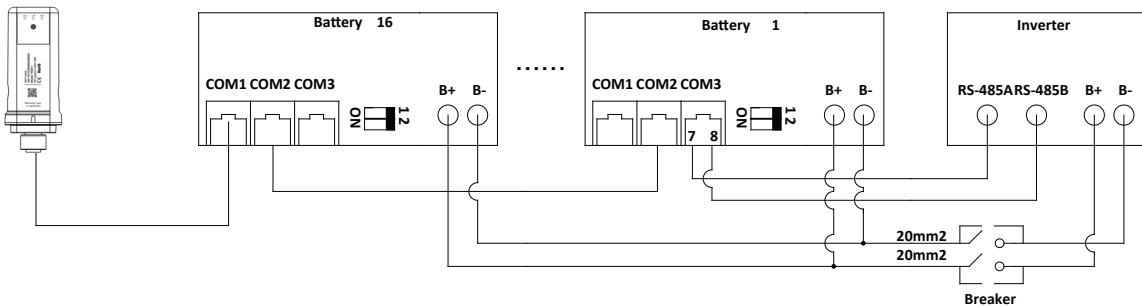 Battery 16
COM1 COM2 COM3
1 2
ON
B+ B-
......
Battery 1
COM1 COM2 COM3
7 8
1 2
ON
B+ B-
Inverter
RS-485A RS-485B B+ B-
20mm2
20mm2
Breaker